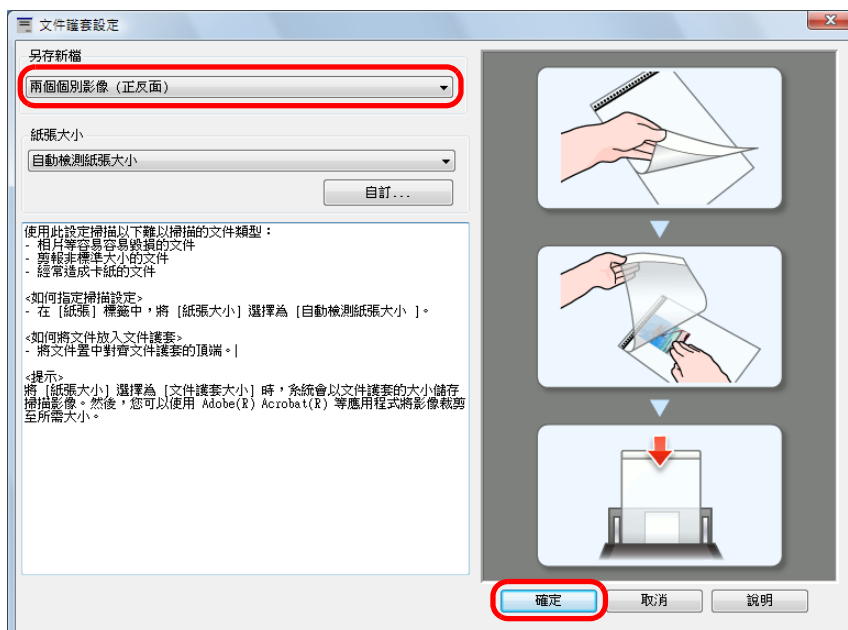 文件護套設定
另存新檔
兩個個別影像 (正反面)
紙張大小
自動檢測紙張大小
自訂...
使用此設定掃描以下難以掃描的文件類型：
- 相片等容易容易毀損的文件
- 剪報非標準大小的文件
- 經常造成卡紙的文件
<如何指定掃描設定>
- 在 [紙張] 標籤中，將 [紙張大小] 選擇為 [自動檢測紙張大小 ]。
<如何將文件放入文件護套>
- 將文件置中對齊文件護套的頂端。
<提示>
將 [紙張大小] 選擇為 [文件護套大小] 時，系統會以文件護套的大小儲存
掃描影像。然後，您可以使用 Adobe(R) Acrobat(R) 等應用程式將影像裁剪
至所需大小。
確定
取消
說明